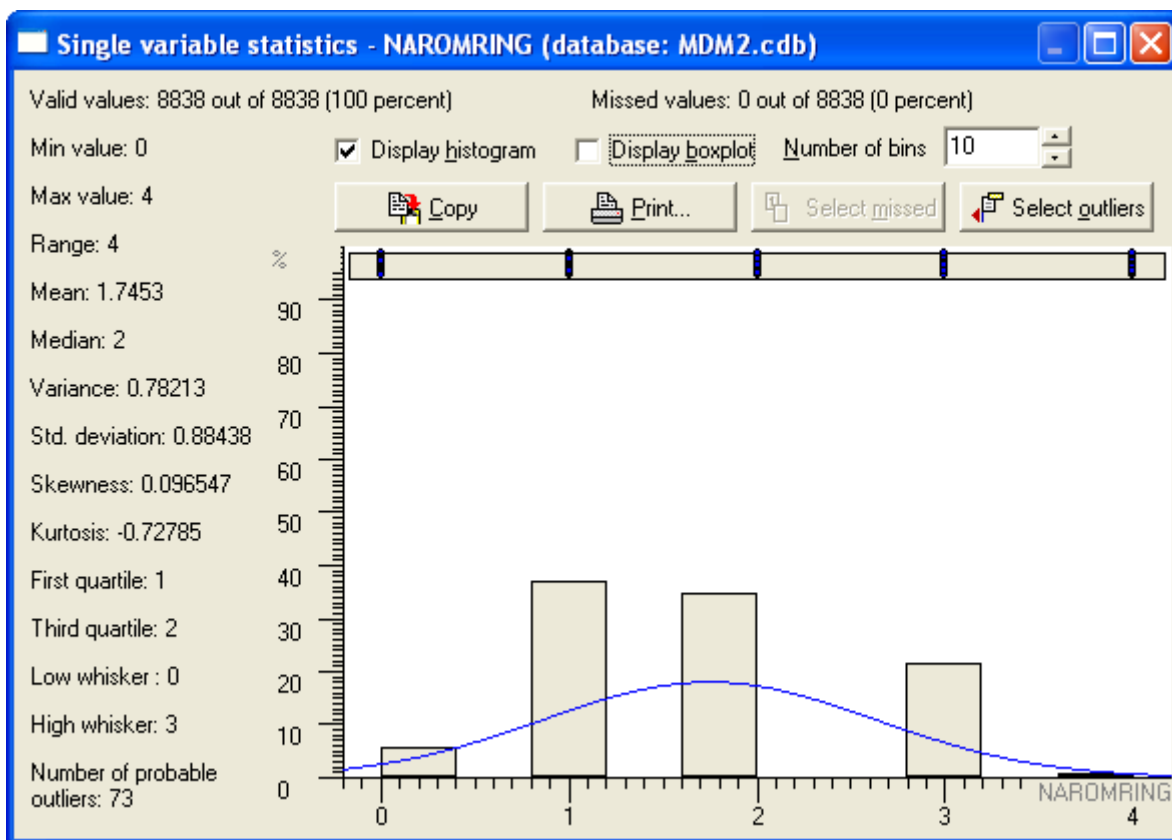 Single variable statistics - NAROMRING (database: MDM2.cdb)
Valid values: 8838 out of 8838 (100 percent)
Missed values: 0 out of 8838 (0 percent)
Min value: 0
Display histogram
Display boxplot
Number of bins
10
Max value: 4
Copy
Print...
Select missed
Select outliers
Range: 4
Mean: 1.7453
Median: 2
Variance: 0.78213
Std. deviation: 0.88438
Skewness: 0.096547
Kurtosis: -0.72785
First quartile: 1
Third quartile: 2
Low whisker : 0
High whisker: 3
Number of probable
outliers: 73
%
90
80
70
60
50
40
30
20
10
0
NAROMRING
0
1
2
3
4